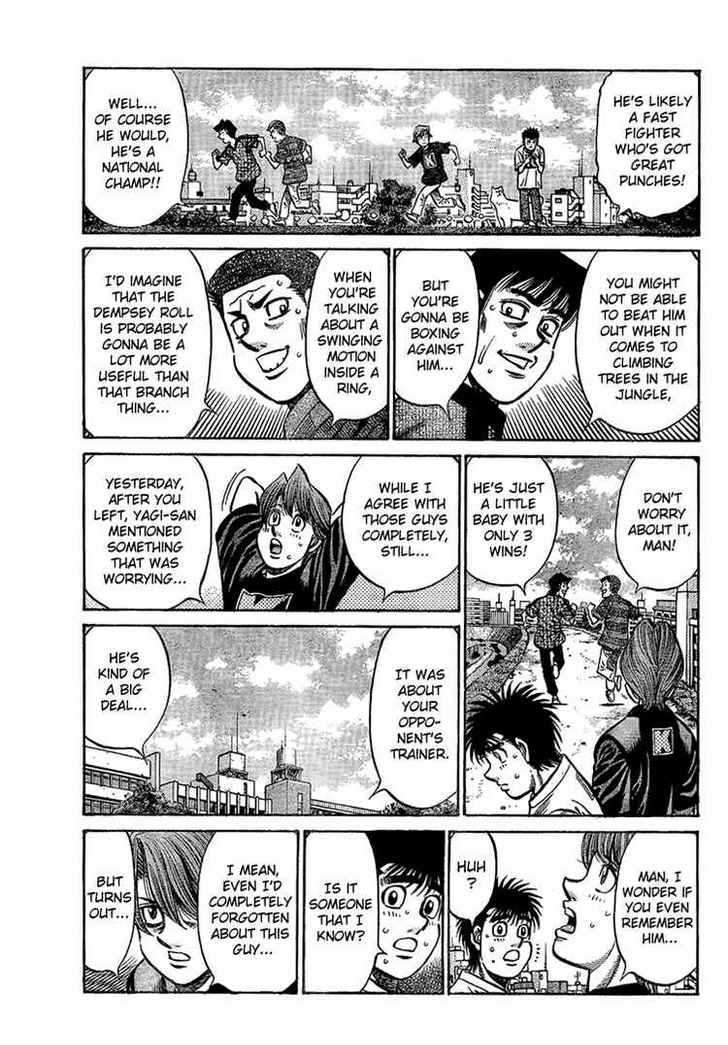 HE'S LIKELY
A FAST
FIGHTER
WHO'S GOT
GREAT
PUNCHES!
WELL...
OF COURSE
HE WOULD,
HE'S A
NATIONAL
CHAMP!!
YOU MIGHT
NOT BE ABLE
TO BEAT HIM
OUT WHEN IT
COMES TO
CLIMBING
TREES IN THE
JUNGLE,
BUT
YOU'RE
GONNA BE
BOXING
AGAINST
HIM...
WHEN
YOU'RE
TALKING
ABOUT A
SWINGING
MOTION
INSIDE A
RING,
I'D IMAGINE
THAT THE
DEMPSEY ROLL
IS PROBABLY
GONNA BE A
LOT MORE
USEFUL THAN
THAT BRANCH
THING...
DON'T
WORRY
ABOUT IT,
MAN!
HE'S JUST
A LITTLE
BABY WITH
ONLY 3
WINS!
K
WHILE I
AGREE WITH
THOSE GUYS
COMPLETELY,
STILL...
YESTERDAY,
AFTER YOU
LEFT, YAGI-SAN
MENTIONED
SOMETHING
THAT WAS
WORRYING...
IT WAS
ABOUT
YOUR
OPPO-
NENT'S
TRAINER.
HE'S
KIND OF
A BIG
DEAL...
MAN, I
WONDER IF
YOU EVEN
REMEMBER
HIM...
HUH
?
IS IT
SOMEONE
THAT I
KNOW?
I MEAN,
EVEN I'D
COMPLETELY
FORGOTTEN
ABOUT THIS
GUY...
BUT
TURNS
OUT...